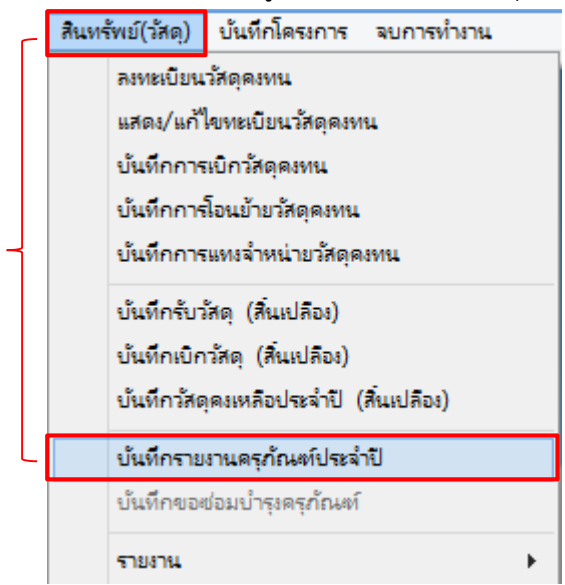 สินทรัพย์(วัสดุ) บันทึกโครงการ จบการทำงาน
ลงทะเบียนวัสดุคงทน
แสดง/แก้ไขทะเบียนวัสดุคงทน
บันทึกการเบิกวัสดุคงทน
บันทึกการโอนย้ายวัสดุคงทน
บันทึกการแทงจำหน่ายวัสดุคงทน
บันทึกรับวัสดุ (สิ้นเปลือง)
บันทึกเบิกวัสดุ (สิ้นเปลือง)
บันทึกวัสดุคงเหลือประจำปี (สิ้นเปลือง)
บันทึกรายงานครุภัณฑ์ประจำปี
บันทึกขอซ่อมบำรุงครุภัณฑ์
รายงาน